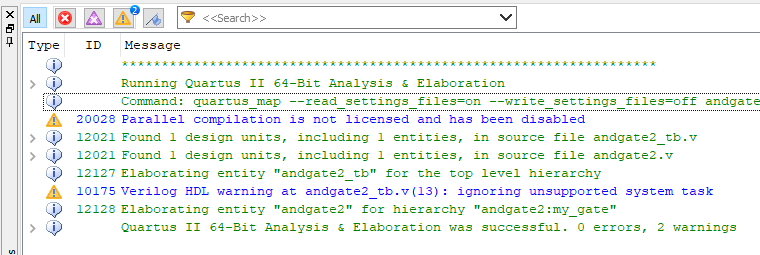 All
2
<<Search>>
Type ID Message
********************************************************************
Running Quartus II 64-Bit Analysis & Elaboration
Command: quartus_map --read_settings_files=on --write_settings_files=off andgate
20028 Parallel compilation is not licensed and has been disabled
12021 Found 1 design units, including 1 entities, in source file andgate2_tb.v
12021 Found 1 design units, including 1 entities, in source file andgate2.v
12127 Elaborating entity "andgate2_tb" for the top level hierarchy
10175 Verilog HDL warning at andgate2_tb.v(13): ignoring unsupported system task
12128 Elaborating entity "andgate2" for hierarchy "andgate2:my_gate"
Quartus II 64-Bit Analysis & Elaboration was successful. 0 errors, 2 warnings
s